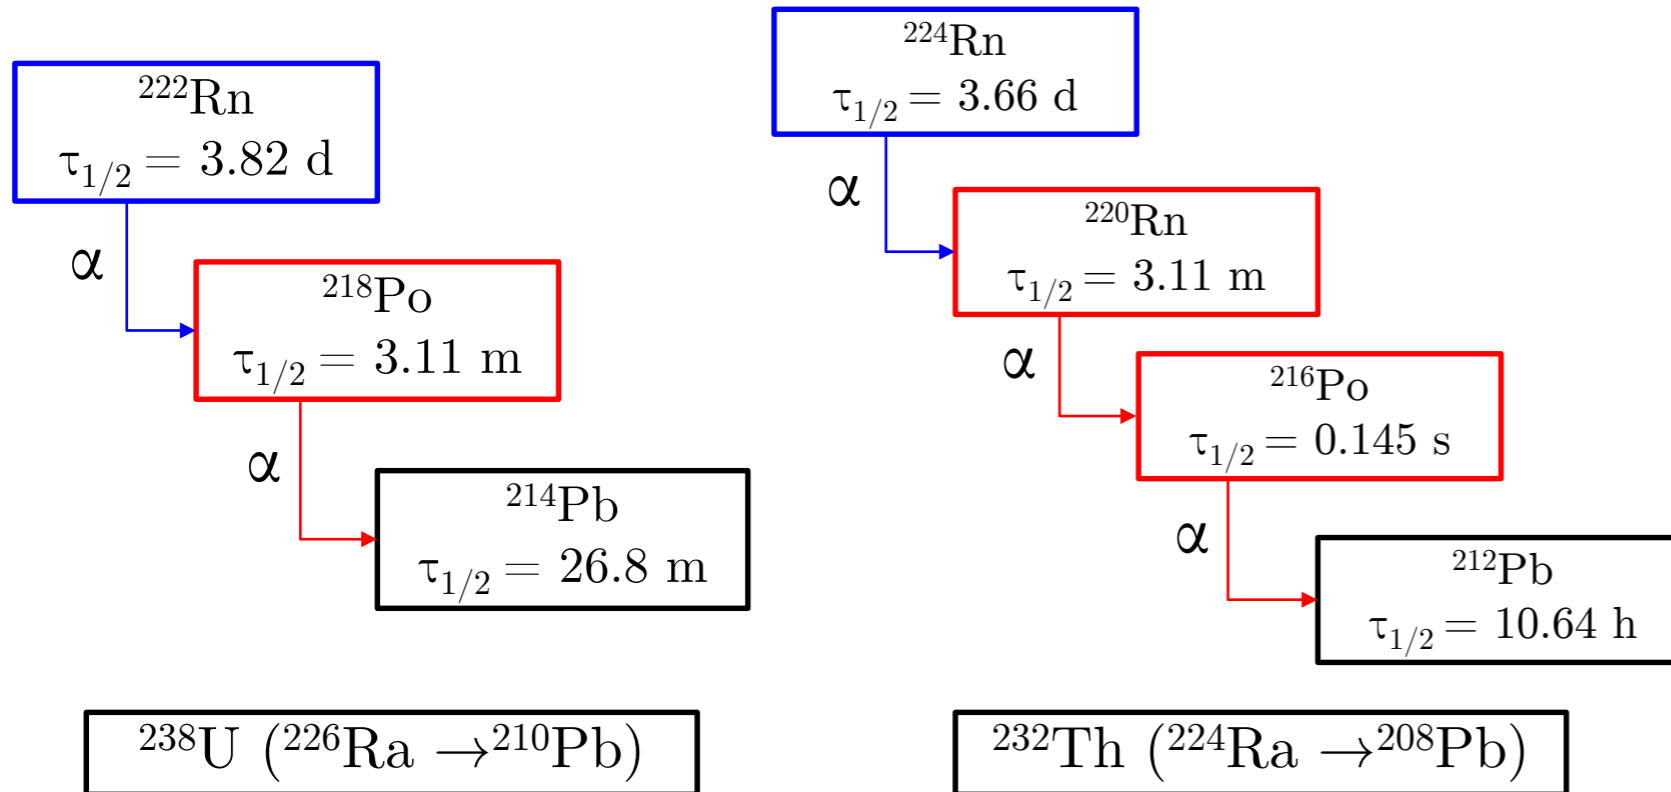 ²²²Rn
τ₁/₂ = 3.82 d
α
²¹⁸Po
τ₁/₂ = 3.11 m
α
²¹⁴Pb
τ₁/₂ = 26.8 m
²³⁸U (²²⁶Ra →²¹⁰Pb)
²²⁴Rn
τ₁/₂ = 3.66 d
α
²²⁰Rn
τ₁/₂ = 3.11 m
α
²¹⁶Po
τ₁/₂ = 0.145 s
α
²¹²Pb
τ₁/₂ = 10.64 h
²³²Th (²²⁴Ra →²⁰⁸Pb)